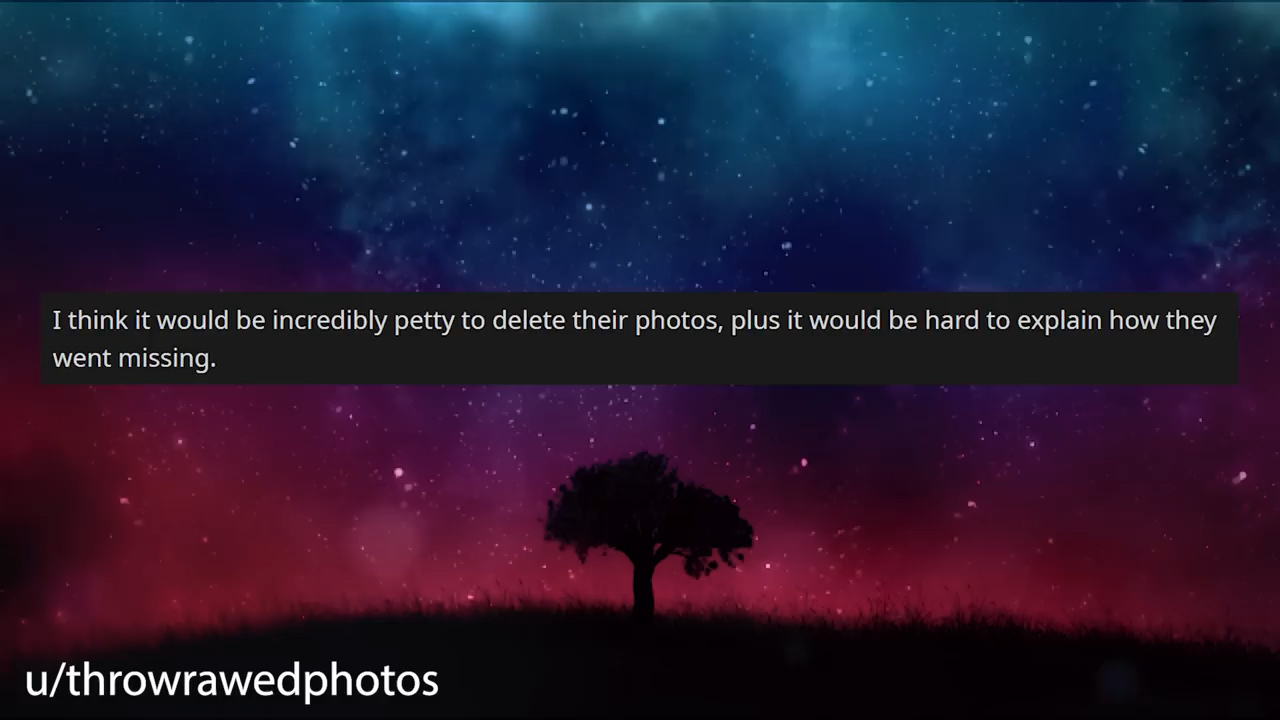 I think it would be incredibly petty to delete their photos, plus it would be hard to explain how they
went missing.
u/throwrawedphotos